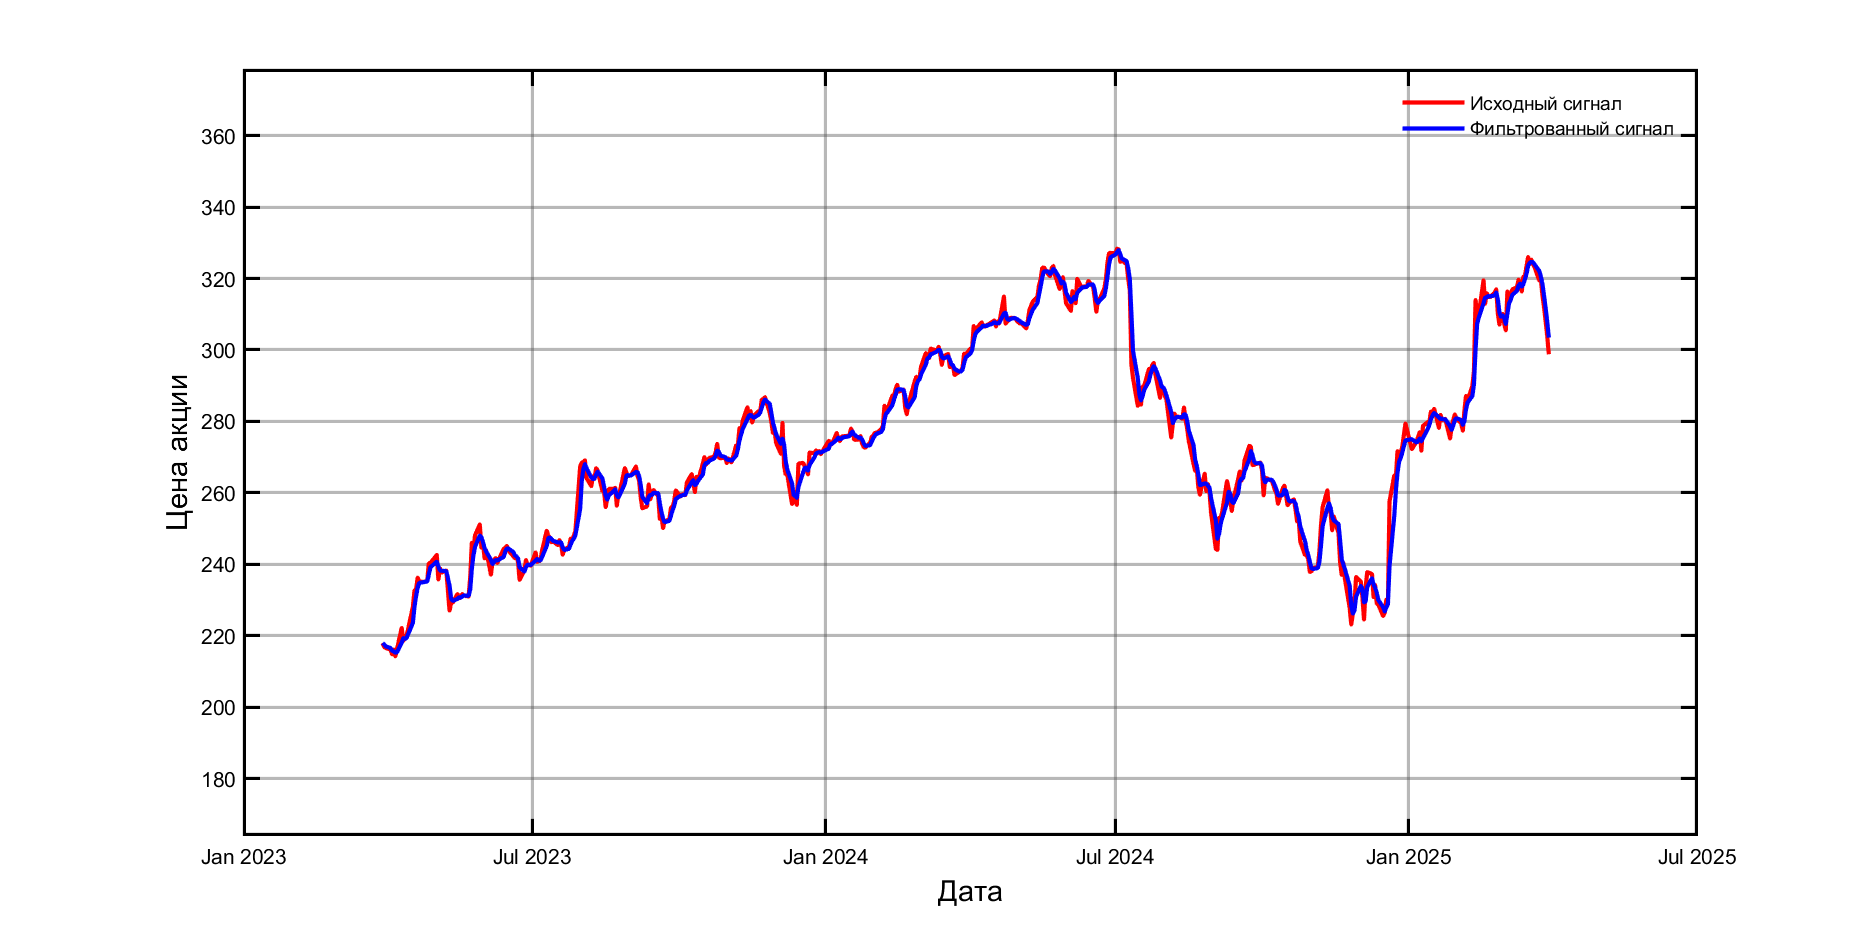 Исходный сигнал
Фильтрованный сигнал
360
340
320
300
280
260
240
220
200
180
Цена акции
Jan 2023
Jul 2023
Jan 2024
Jul 2024
Jan 2025
Jul 2025
Дата